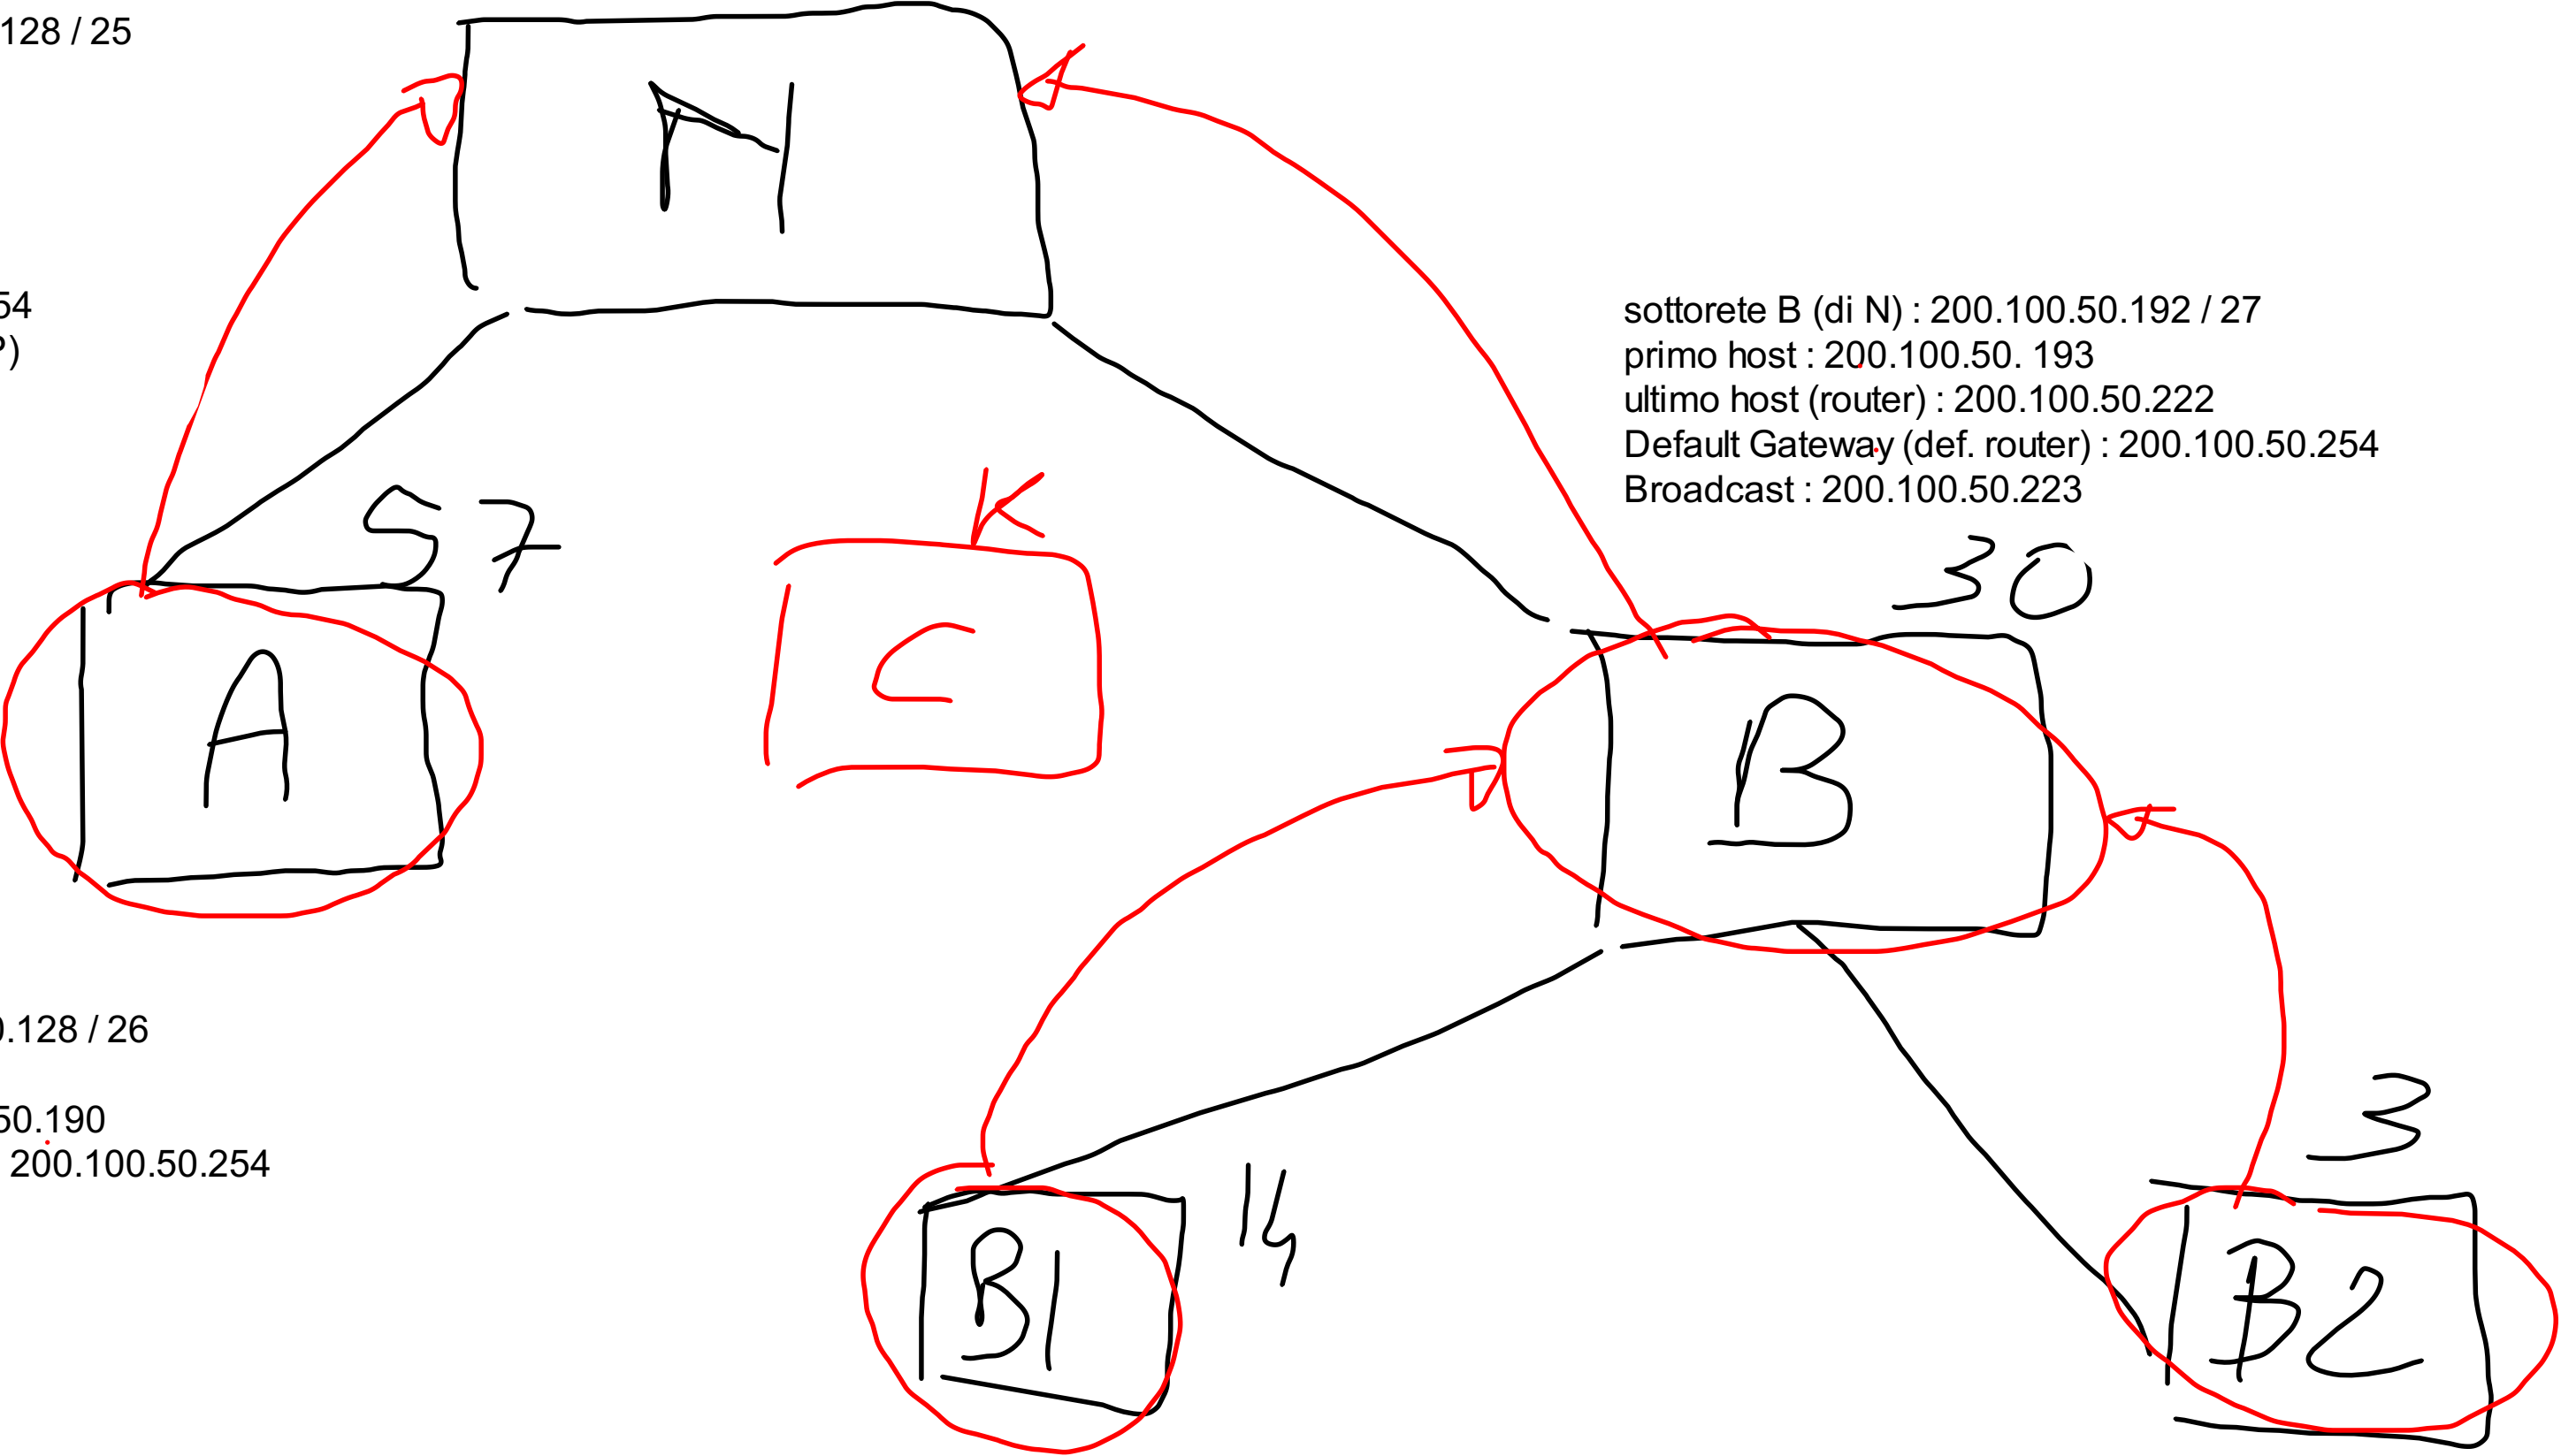 128 / 25
N
54
?)
sottorete B (di N) : 200.100.50.192 / 27
primo host : 200.100.50. 193
ultimo host (router) : 200.100.50.222
Default Gateway (def. router) : 200.100.50.254
Broadcast : 200.100.50.223
57
K
C
30
A
B
0.128 / 26
50.190
200.100.50.254
14
3
B1
B2